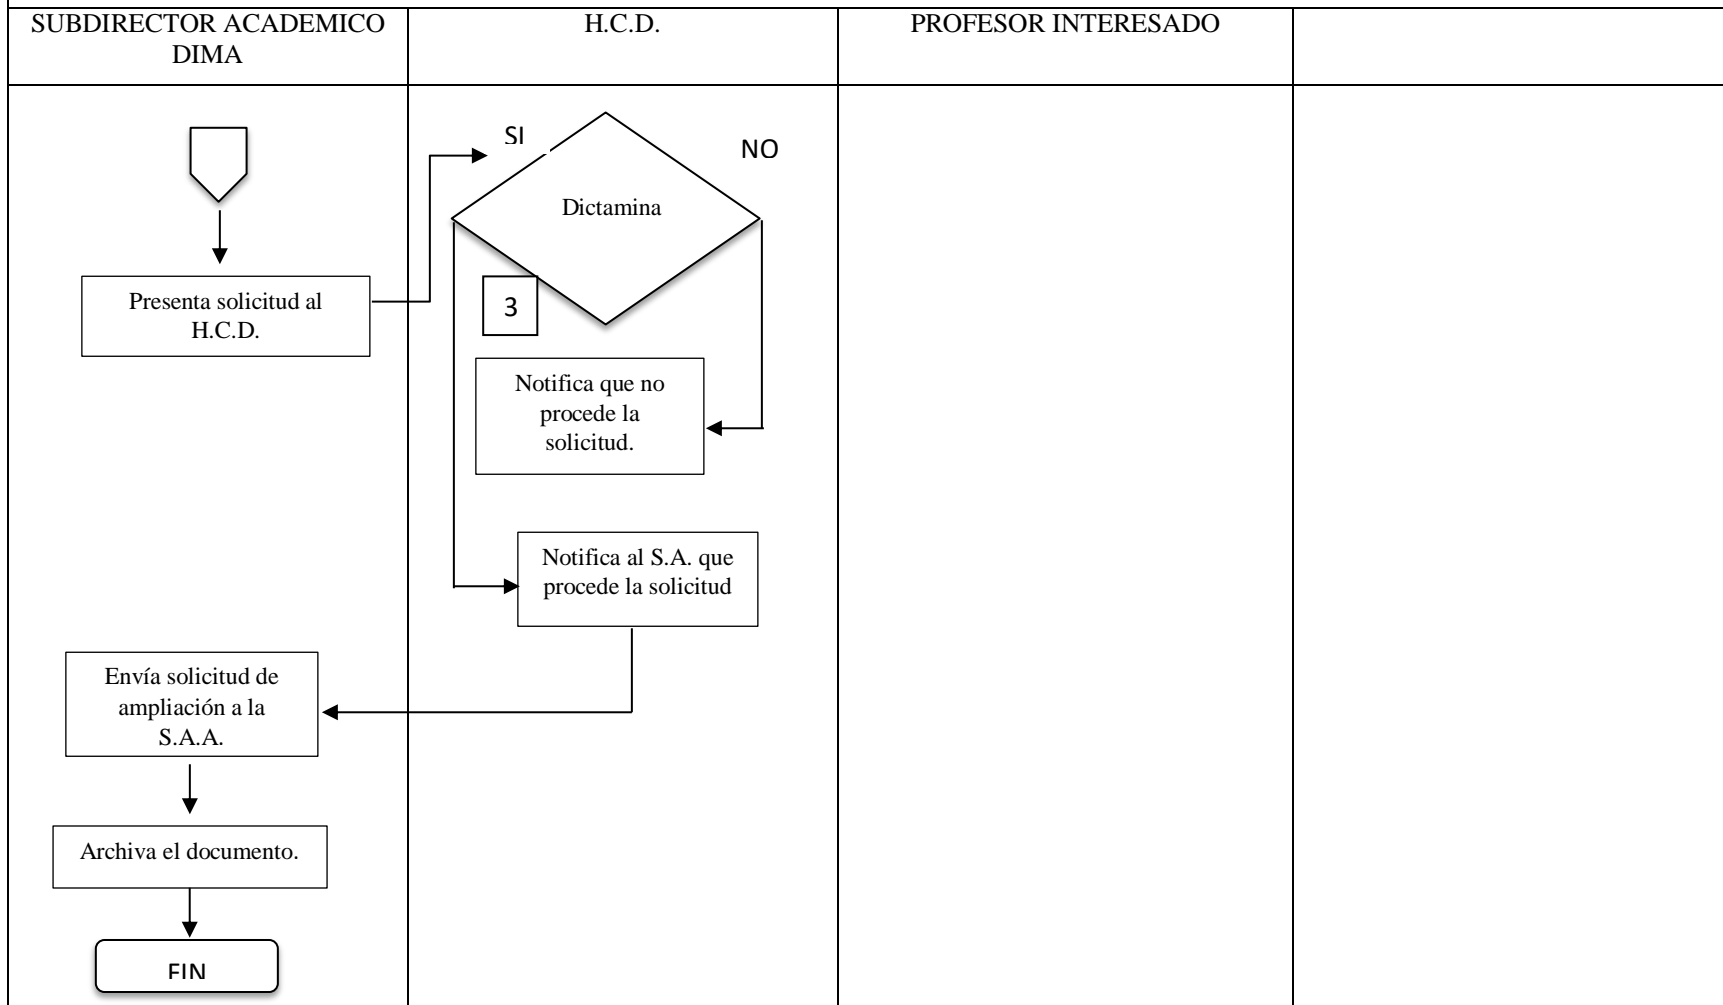 SUBDIRECTOR ACADEMICO
DIMA
H.C.D.
PROFESOR INTERESADO
SI
NO
Dictamina
Presenta solicitud al
H.C.D.
3
Notifica que no
procede la
solicitud.
Notifica al S.A. que
procede la solicitud
Envía solicitud de
ampliación a la
S.A.A.
Archiva el documento.
FIN